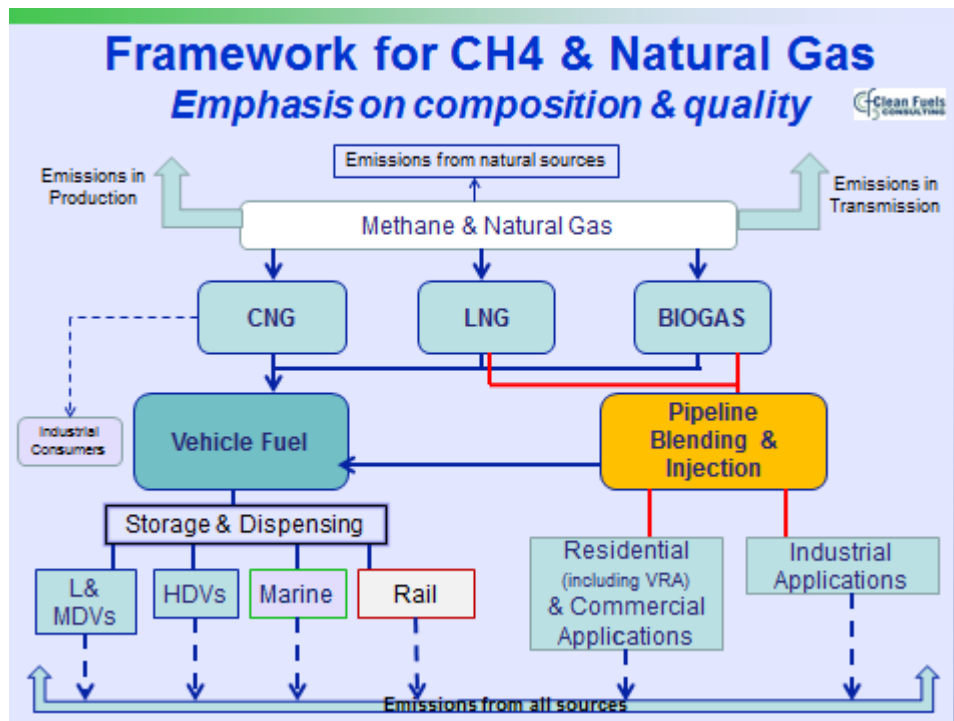 Framework for CH4 & Natural Gas
Emphasis on composition & quality
Clean Fuels
CONSULTING
Emissions from natural sources
Emissions in
Production
Emissions in
Transmission
Methane & Natural Gas
CNG
LNG
BIOGAS
Industrial
Consumers
Vehicle Fuel
Pipeline
Blending &
Injection
Storage & Dispensing
L&
MDVs
HDVs
Marine
Rail
Residential
(including VRA)
& Commercial
Applications
Industrial
Applications
Emissions from all sources